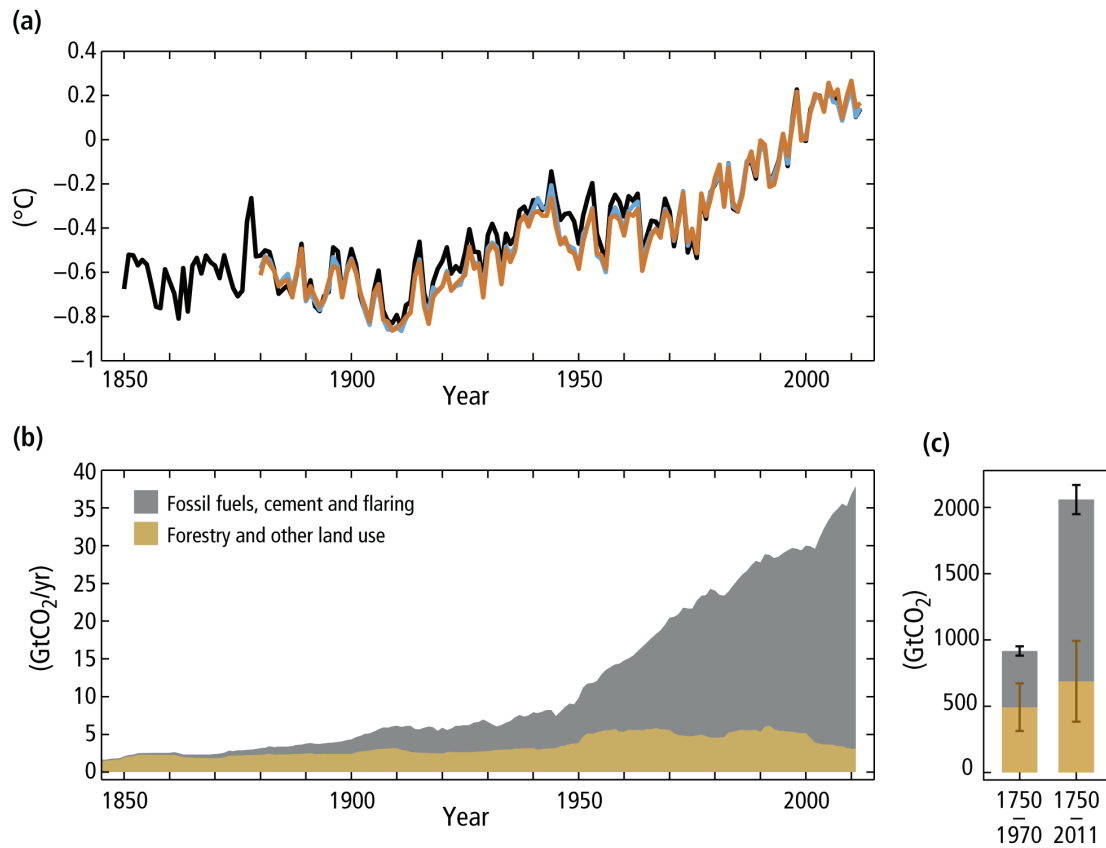 (a)
0.4
0.2
0
−0.2
−0.4
−0.6
−0.8
−1
(°C)
1850 1900 1950 2000
Year
(b)
40
35
30
25
20
15
10
5
0
(GtCO₂/yr)
Fossil fuels, cement and flaring
Forestry and other land use
1850 1900 1950 2000
Year
(c)
2000
1500
1000
500
0
(GtCO₂)
1750 1750
– –
1970 2011